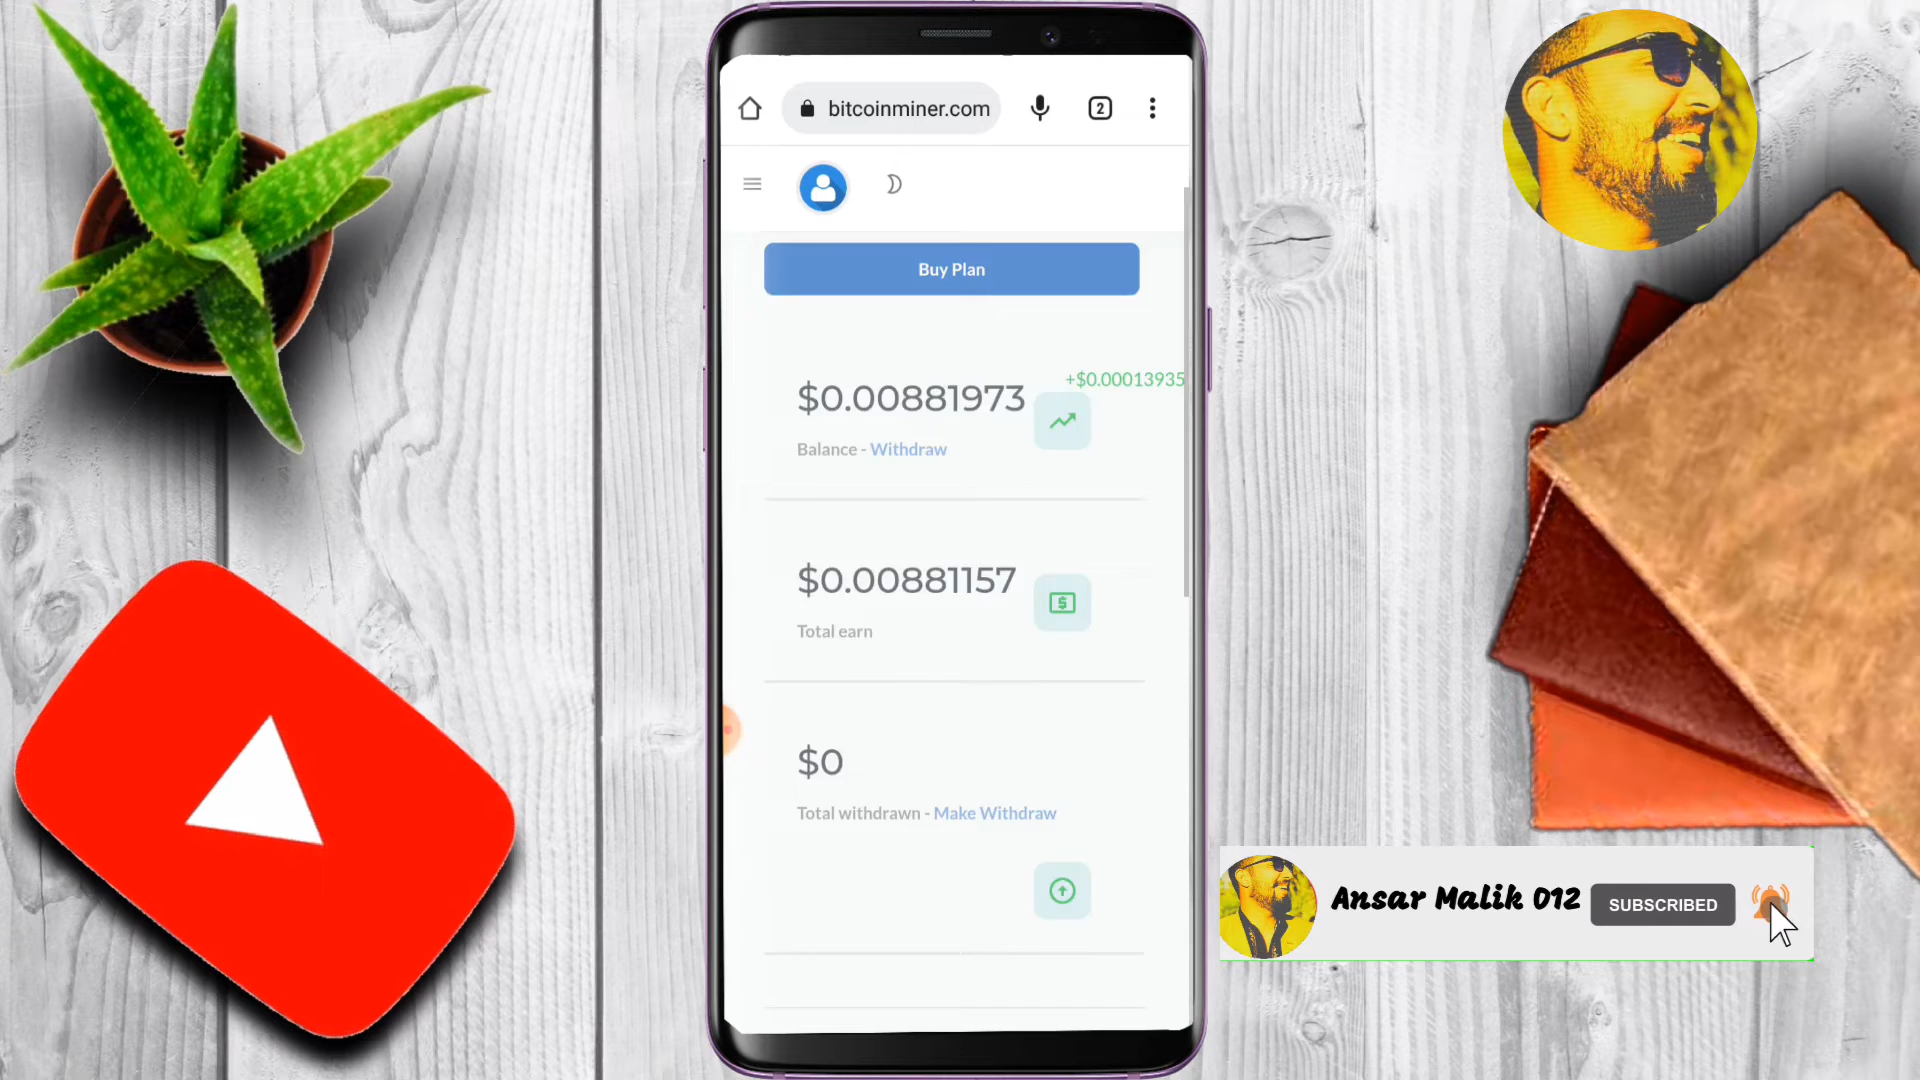 bitcoinminer.com
2
Buy Plan
+$0.00013935
$0.00881973
Balance - Withdraw
$0.00881157
Total earn
$0
Total withdrawn - Make Withdraw
Ansar Malik 012
SUBSCRIBED